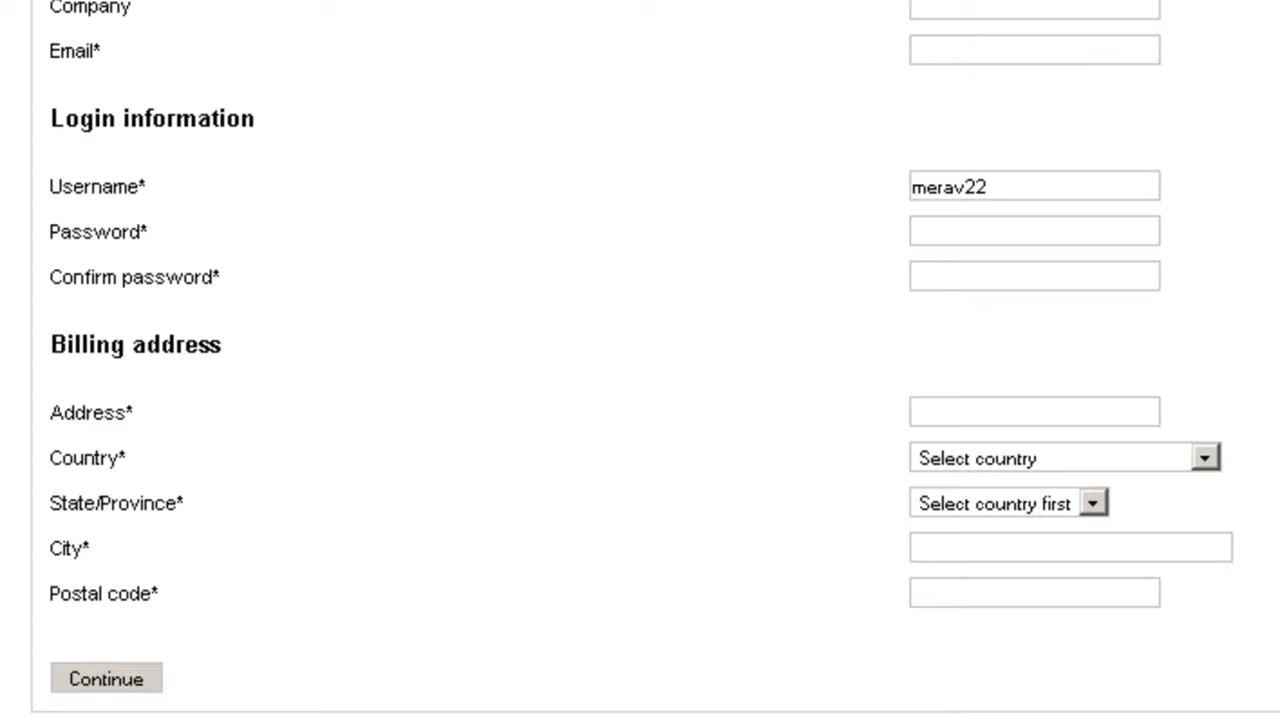 Company
Email*
Login information
Username* merav22
Password*
Confirm password*
Billing address
Address*
Country* Select country
State/Province* Select country first
City*
Postal code*
Continue